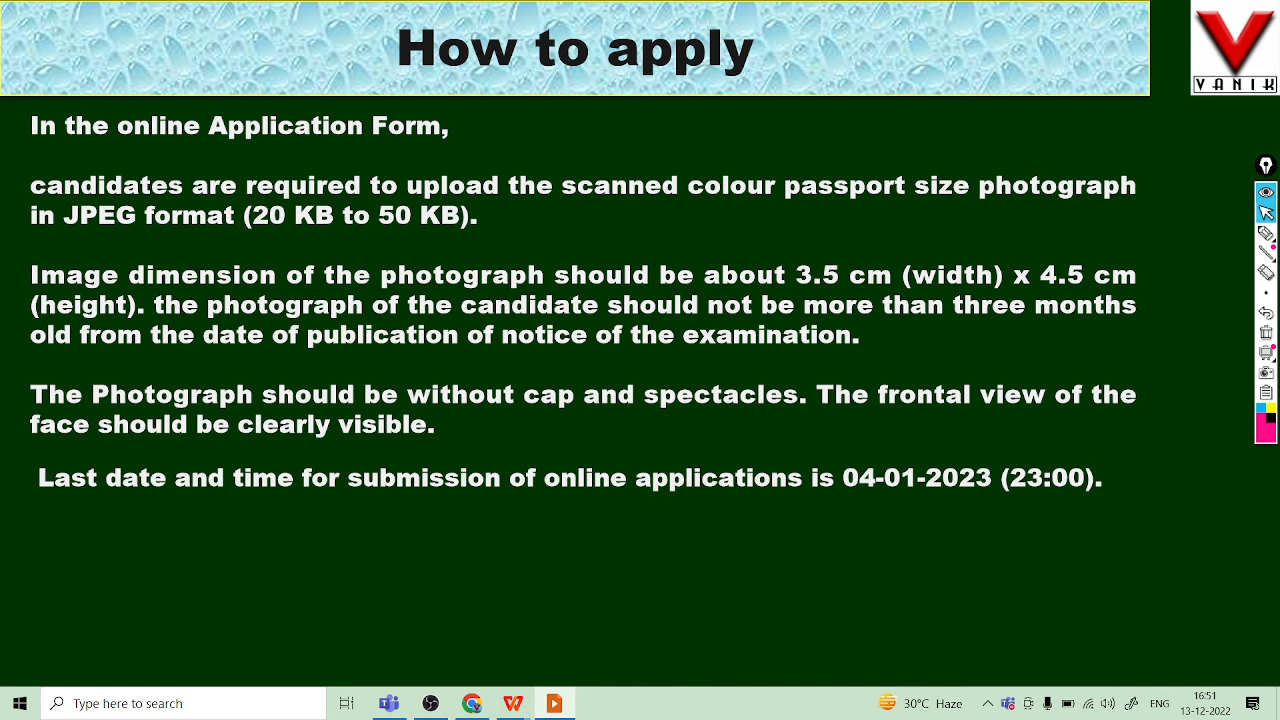 How to apply
VANIK
In the online Application Form,
candidates are required to upload the scanned colour passport size photograph
in JPEG format (20 KB to 50 KB).
Image dimension of the photograph should be about 3.5 cm (width) x 4.5 cm
(height). the photograph of the candidate should not be more than three months
old from the date of publication of notice of the examination.
The Photograph should be without cap and spectacles. The frontal view of the
face should be clearly visible.
Last date and time for submission of online applications is 04-01-2023 (23:00).
Type here to search
30°C Haze
ENG
16:51
13-12-2022